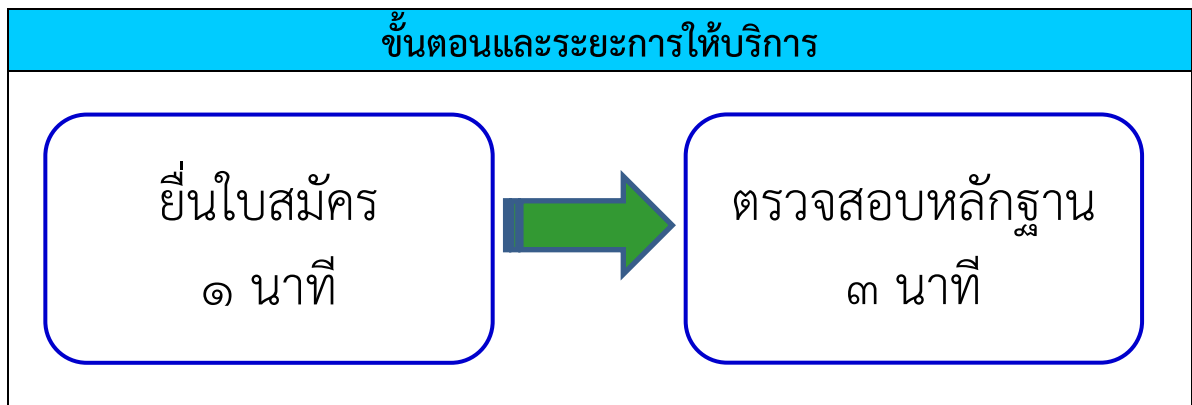 ขั้นตอนและระยะการให้บริการ
ยื่นใบสมัคร
๑ นาที
ตรวจสอบหลักฐาน
๓ นาที